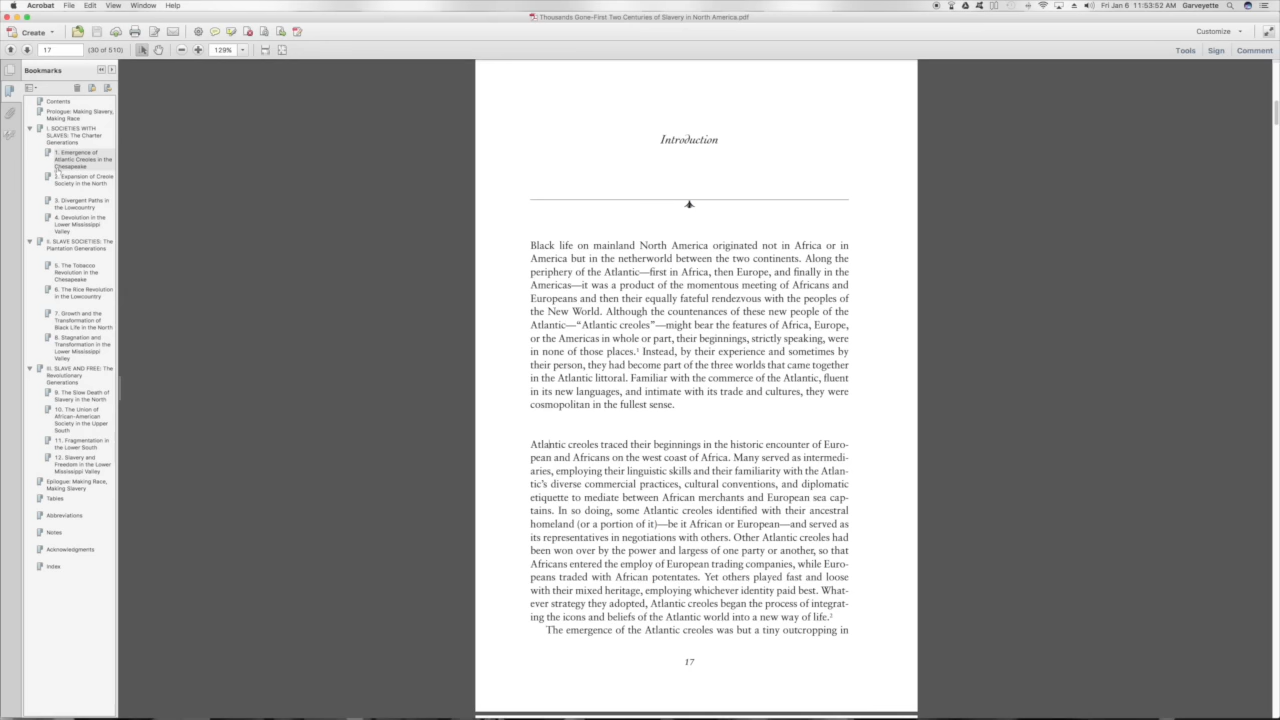 Acrobat File Edit View Window Help
Fri Jan 6 11:53:52 AM Garveyette
Thousands Gone-First Two Centuries of Slavery in North America.pdf
Create
Customize
17 (30 of 510)
129%
Tools Sign Comment
Bookmarks
Contents
Prologue: Making Slavery,
Making Race
I. SOCIETIES WITH
SLAVES: The Charter
Generations
1. Emergence of
Atlantic Creoles in the
Chesapeake
2. Expansion of Creole
Society in the North
3. Divergent Paths in
the Lowcountry
4. Devolution in the
Lower Mississippi
Valley
II. SLAVE SOCIETIES: The
Plantation Generations
5. The Tobacco
Revolution in the
Chesapeake
6. The Rice Revolution
in the Lowcountry
7. Growth and the
Transformation of
Black Life in the North
8. Stagnation and
Transformation in the
Lower Mississippi
Valley
III. SLAVE AND FREE: The
Revolutionary
Generations
9. The Slow Death of
Slavery in the North
10. The Union of
African-American
Society in the Upper
South
11. Fragmentation in
the Lower South
12. Slavery and
Freedom in the Lower
Mississippi Valley
Epilogue: Making Race,
Making Slavery
Tables
Abbreviations
Notes
Acknowledgments
Index
Introduction
Black life on mainland North America originated not in Africa or in
America but in the netherworld between the two continents. Along the
periphery of the Atlantic—first in Africa, then Europe, and finally in the
Americas—it was a product of the momentous meeting of Africans and
Europeans and then their equally fateful rendezvous with the peoples of
the New World. Although the countenances of these new people of the
Atlantic—“Atlantic creoles”—might bear the features of Africa, Europe,
or the Americas in whole or part, their beginnings, strictly speaking, were
in none of those places.¹ Instead, by their experience and sometimes by
their person, they had become part of the three worlds that came together
in the Atlantic littoral. Familiar with the commerce of the Atlantic, fluent
in its new languages, and intimate with its trade and cultures, they were
cosmopolitan in the fullest sense.
Atlantic creoles traced their beginnings in the historic encounter of Euro-
pean and Africans on the west coast of Africa. Many served as intermedi-
aries, employing their linguistic skills and their familiarity with the Atlan-
tic’s diverse commercial practices, cultural conventions, and diplomatic
etiquette to mediate between African merchants and European sea cap-
tains. In so doing, some Atlantic creoles identified with their ancestral
homeland (or a portion of it)—be it African or European—and served as
its representatives in negotiations with others. Other Atlantic creoles had
been won over by the power and largess of one party or another, so that
Africans entered the employ of European trading companies, while Euro-
peans traded with African potentates. Yet others played fast and loose
with their mixed heritage, employing whichever identity paid best. What-
ever strategy they adopted, Atlantic creoles began the process of integrat-
ing the icons and beliefs of the Atlantic world into a new way of life.²
The emergence of the Atlantic creoles was but a tiny outcropping in
17